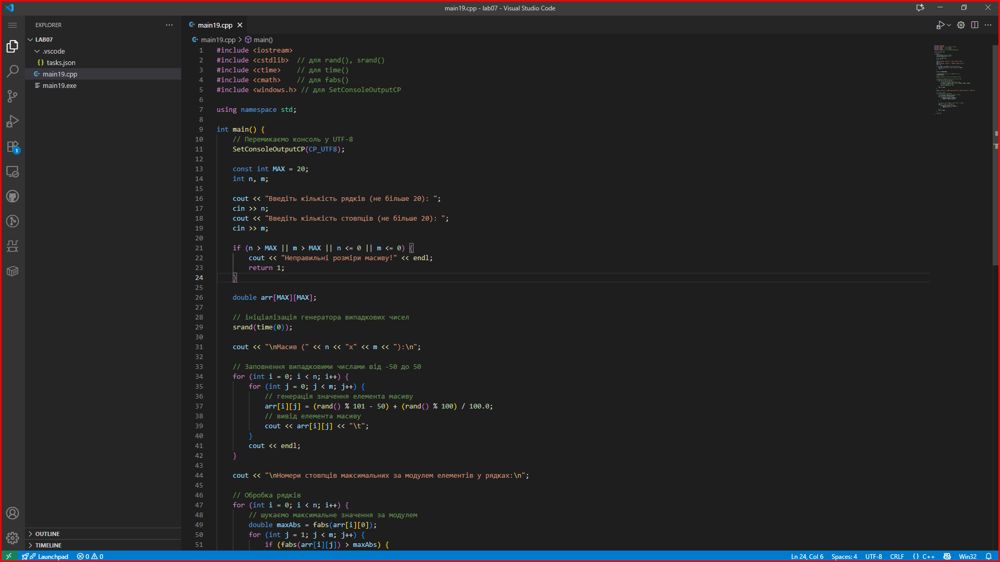 main19.cpp - lab07 - Visual Studio Code
EXPLORER
LAB07
.vscode
{} tasks.json
main19.cpp
main19.exe
OUTLINE
TIMELINE
main19.cpp
main19.cpp > main()
1 #include <iostream>
2 #include <cstdlib>  // для rand(), srand()
3 #include <ctime>    // для time()
4 #include <cmath>    // для fabs()
5 #include <windows.h> // для SetConsoleOutputCP
6
7 using namespace std;
8
9 int main() {
10     // Перемикаємо консоль у UTF-8
11     SetConsoleOutputCP(CP_UTF8);
12
13     const int MAX = 20;
14     int n, m;
15
16     cout << "Введіть кількість рядків (не більше 20): ";
17     cin >> n;
18     cout << "Введіть кількість стовпців (не більше 20): ";
19     cin >> m;
20
21     if (n > MAX || m > MAX || n <= 0 || m <= 0) {
22         cout << "Неправильні розміри масиву!" << endl;
23         return 1;
24     }
25
26     double arr[MAX][MAX];
27
28     // ініціалізація генератора випадкових чисел
29     srand(time(0));
30
31     cout << "\nМасив (" << n << "x" << m << "):\n";
32
33     // Заповнення випадковими числами від -50 до 50
34     for (int i = 0; i < n; i++) {
35         for (int j = 0; j < m; j++) {
36             // генерація значення елемента масиву
37             arr[i][j] = (rand() % 101 - 50) + (rand() % 100) / 100.0;
38             // вивід елемента масиву
39             cout << arr[i][j] << "\t";
40         }
41         cout << endl;
42     }
43
44     cout << "\nНомери стовпців максимальних за модулем елементів у рядках:\n";
45
46     // Обробка рядків
47     for (int i = 0; i < n; i++) {
48         // шукаємо максимальне значення за модулем
49         double maxAbs = fabs(arr[i][0]);
50         for (int j = 1; j < m; j++) {
51             if (fabs(arr[i][j]) > maxAbs) {
1
Launchpad 0 0
Ln 24, Col 6 Spaces: 4 UTF-8 CRLF {} C++ Win32